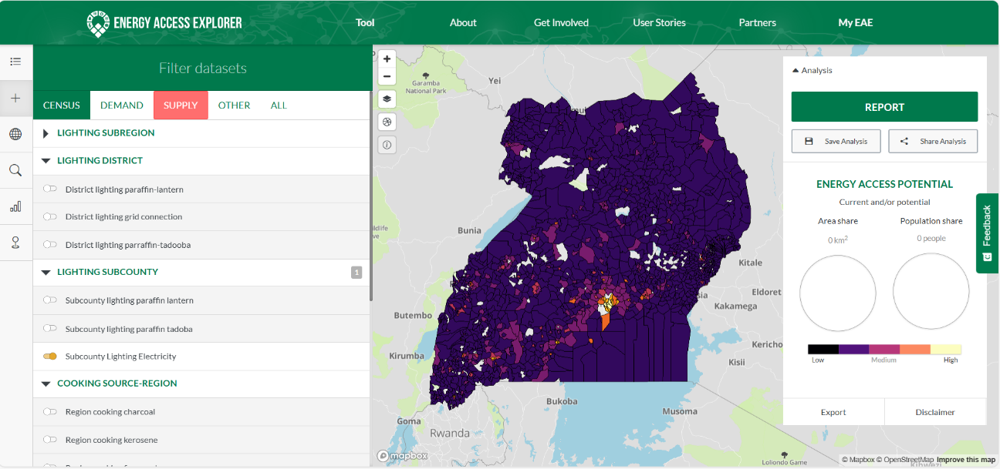 ENERGY ACCESS EXPLORER
Tool
About
Get Involved
User Stories
Partners
My EAE
Filter datasets
CENSUS
DEMAND
SUPPLY
OTHER
ALL
LIGHTING SUBREGION
LIGHTING DISTRICT
District lighting paraffin-lantern
District lighting grid connection
District lighting parraffin-tadooba
LIGHTING SUBCOUNTY
1
Subcounty lighting paraffin lantern
Subcounty lighting paraffin tadoba
Subcounty Lighting Electricity
COOKING SOURCE-REGION
Region cooking charcoal
Region cooking kerosene
Garamba
National Park
Yei
Bunia
Butembo
Kirumba
Goma
Rwanda
Bukoba
Musoma
Kitale
Eldoret
Kakamega
Kericho
Kisii
Loliondo Game
mapbox
© Mapbox © OpenStreetMap Improve this map
Analysis
REPORT
Save Analysis
Share Analysis
ENERGY ACCESS POTENTIAL
Current and/or potential
Area share
Population share
0 km²
0 people
Low
Medium
High
Export
Disclaimer
Feedback